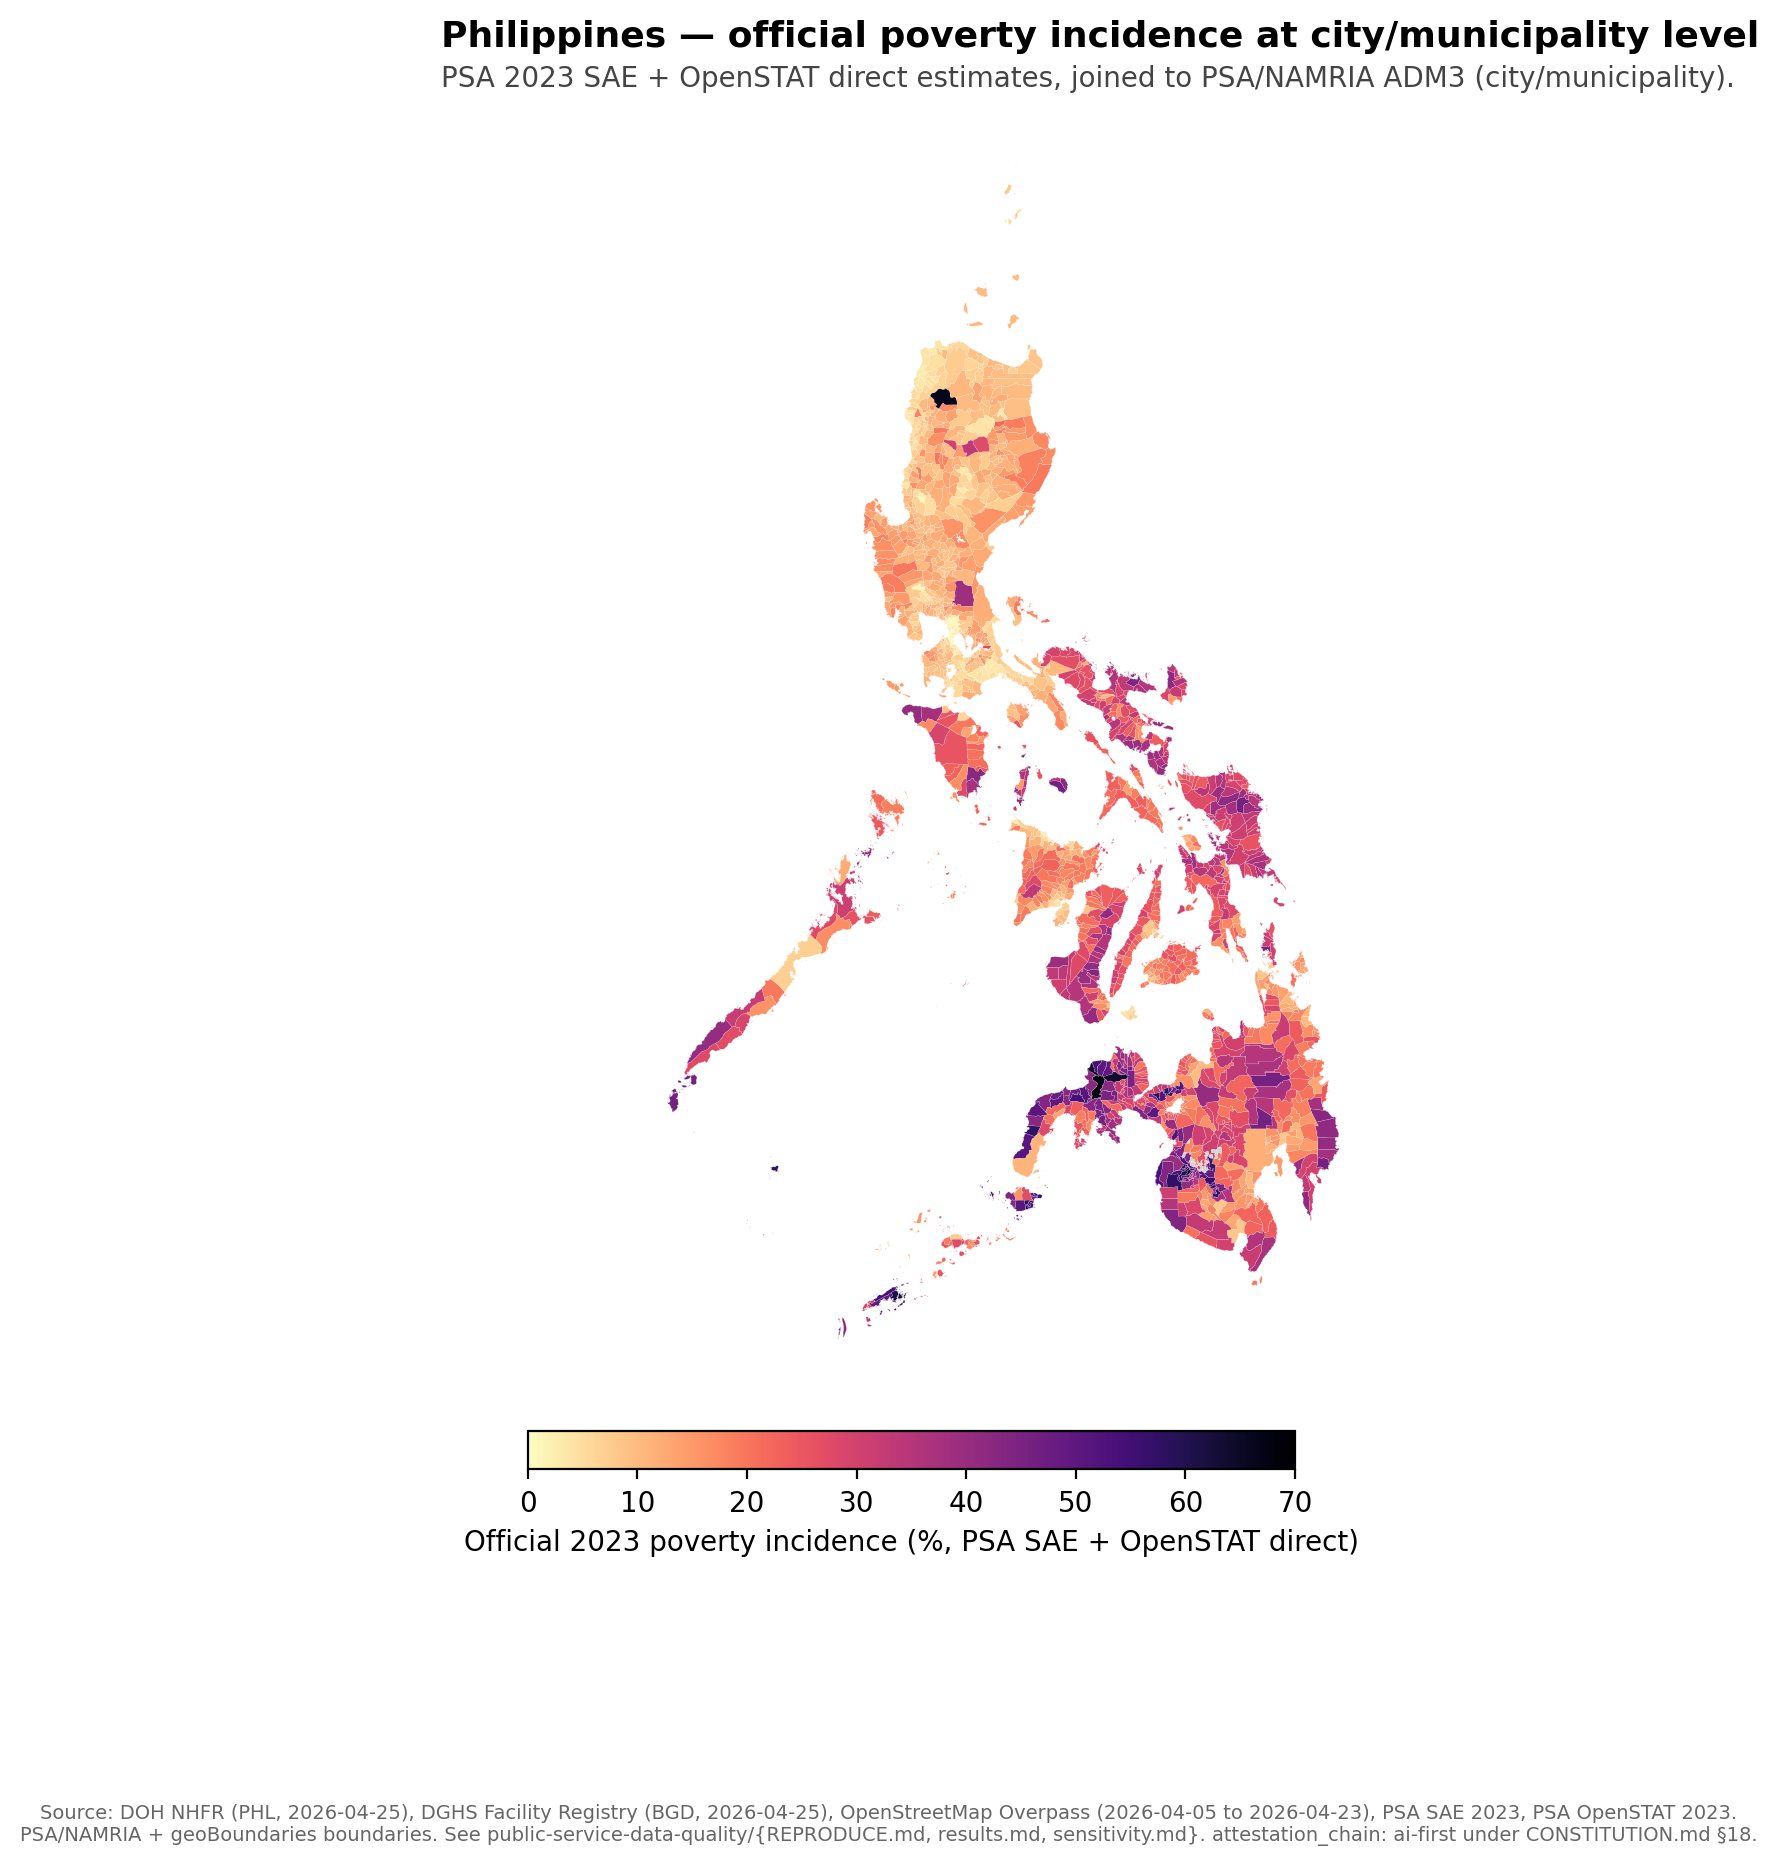 Philippines — official poverty incidence at city/municipality level
PSA 2023 SAE + OpenSTAT direct estimates, joined to PSA/NAMRIA ADM3 (city/municipality).
0 10 20 30 40 50 60 70
Official 2023 poverty incidence (%, PSA SAE + OpenSTAT direct)
Source: DOH NHFR (PHL, 2026-04-25), DGHS Facility Registry (BGD, 2026-04-25), OpenStreetMap Overpass (2026-04-05 to 2026-04-23), PSA SAE 2023, PSA OpenSTAT 2023.
PSA/NAMRIA + geoBoundaries boundaries. See public-service-data-quality/{REPRODUCE.md, results.md, sensitivity.md}. attestation_chain: ai-first under CONSTITUTION.md §18.